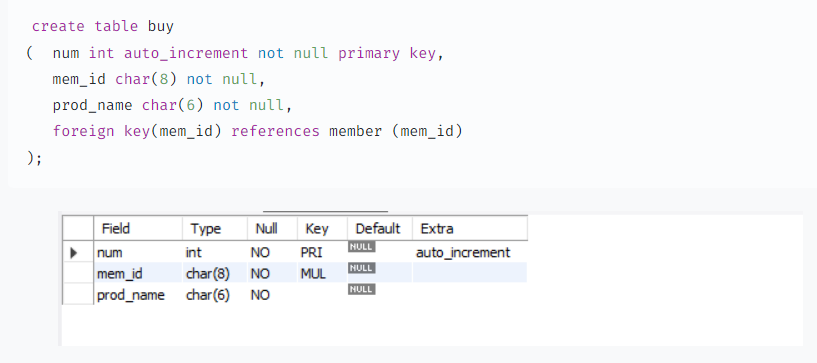 create table buy
( num int auto_increment not null primary key,
mem_id char(8) not null,
prod_name char(6) not null,
foreign key(mem_id) references member (mem_id)
);
Field Type Null Key Default Extra
num int NO PRI NULL auto_increment
mem_id char(8) NO MUL NULL
prod_name char(6) NO NULL